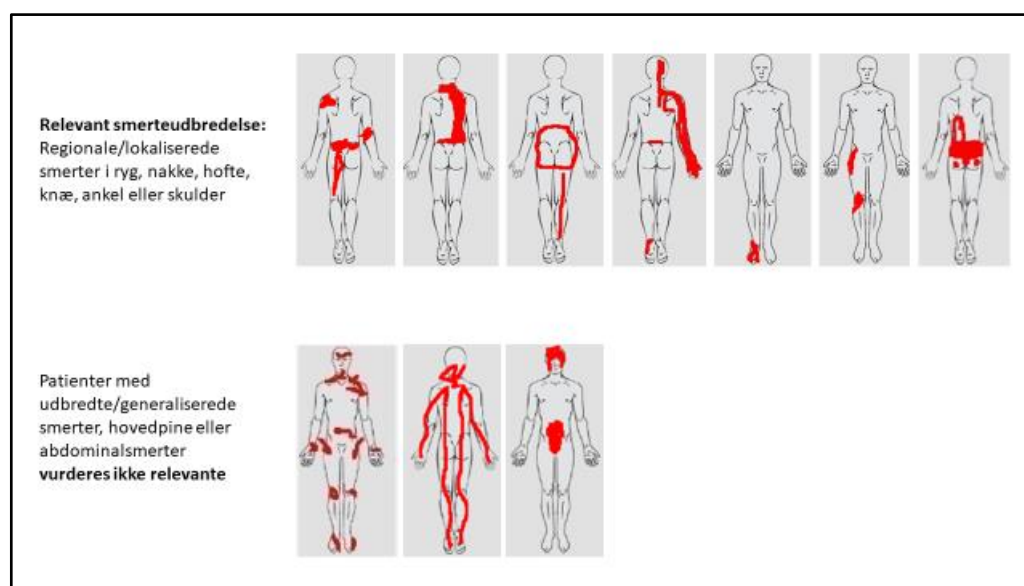 Relevant smerteudbredelse:
Regionale/lokaliserede
smerter i ryg, nakke, hofte,
knæ, ankel eller skulder
Patienter med
udbredte/generaliserede
smerter, hovedpine eller
abdominalsmerter
vurderes ikke relevante